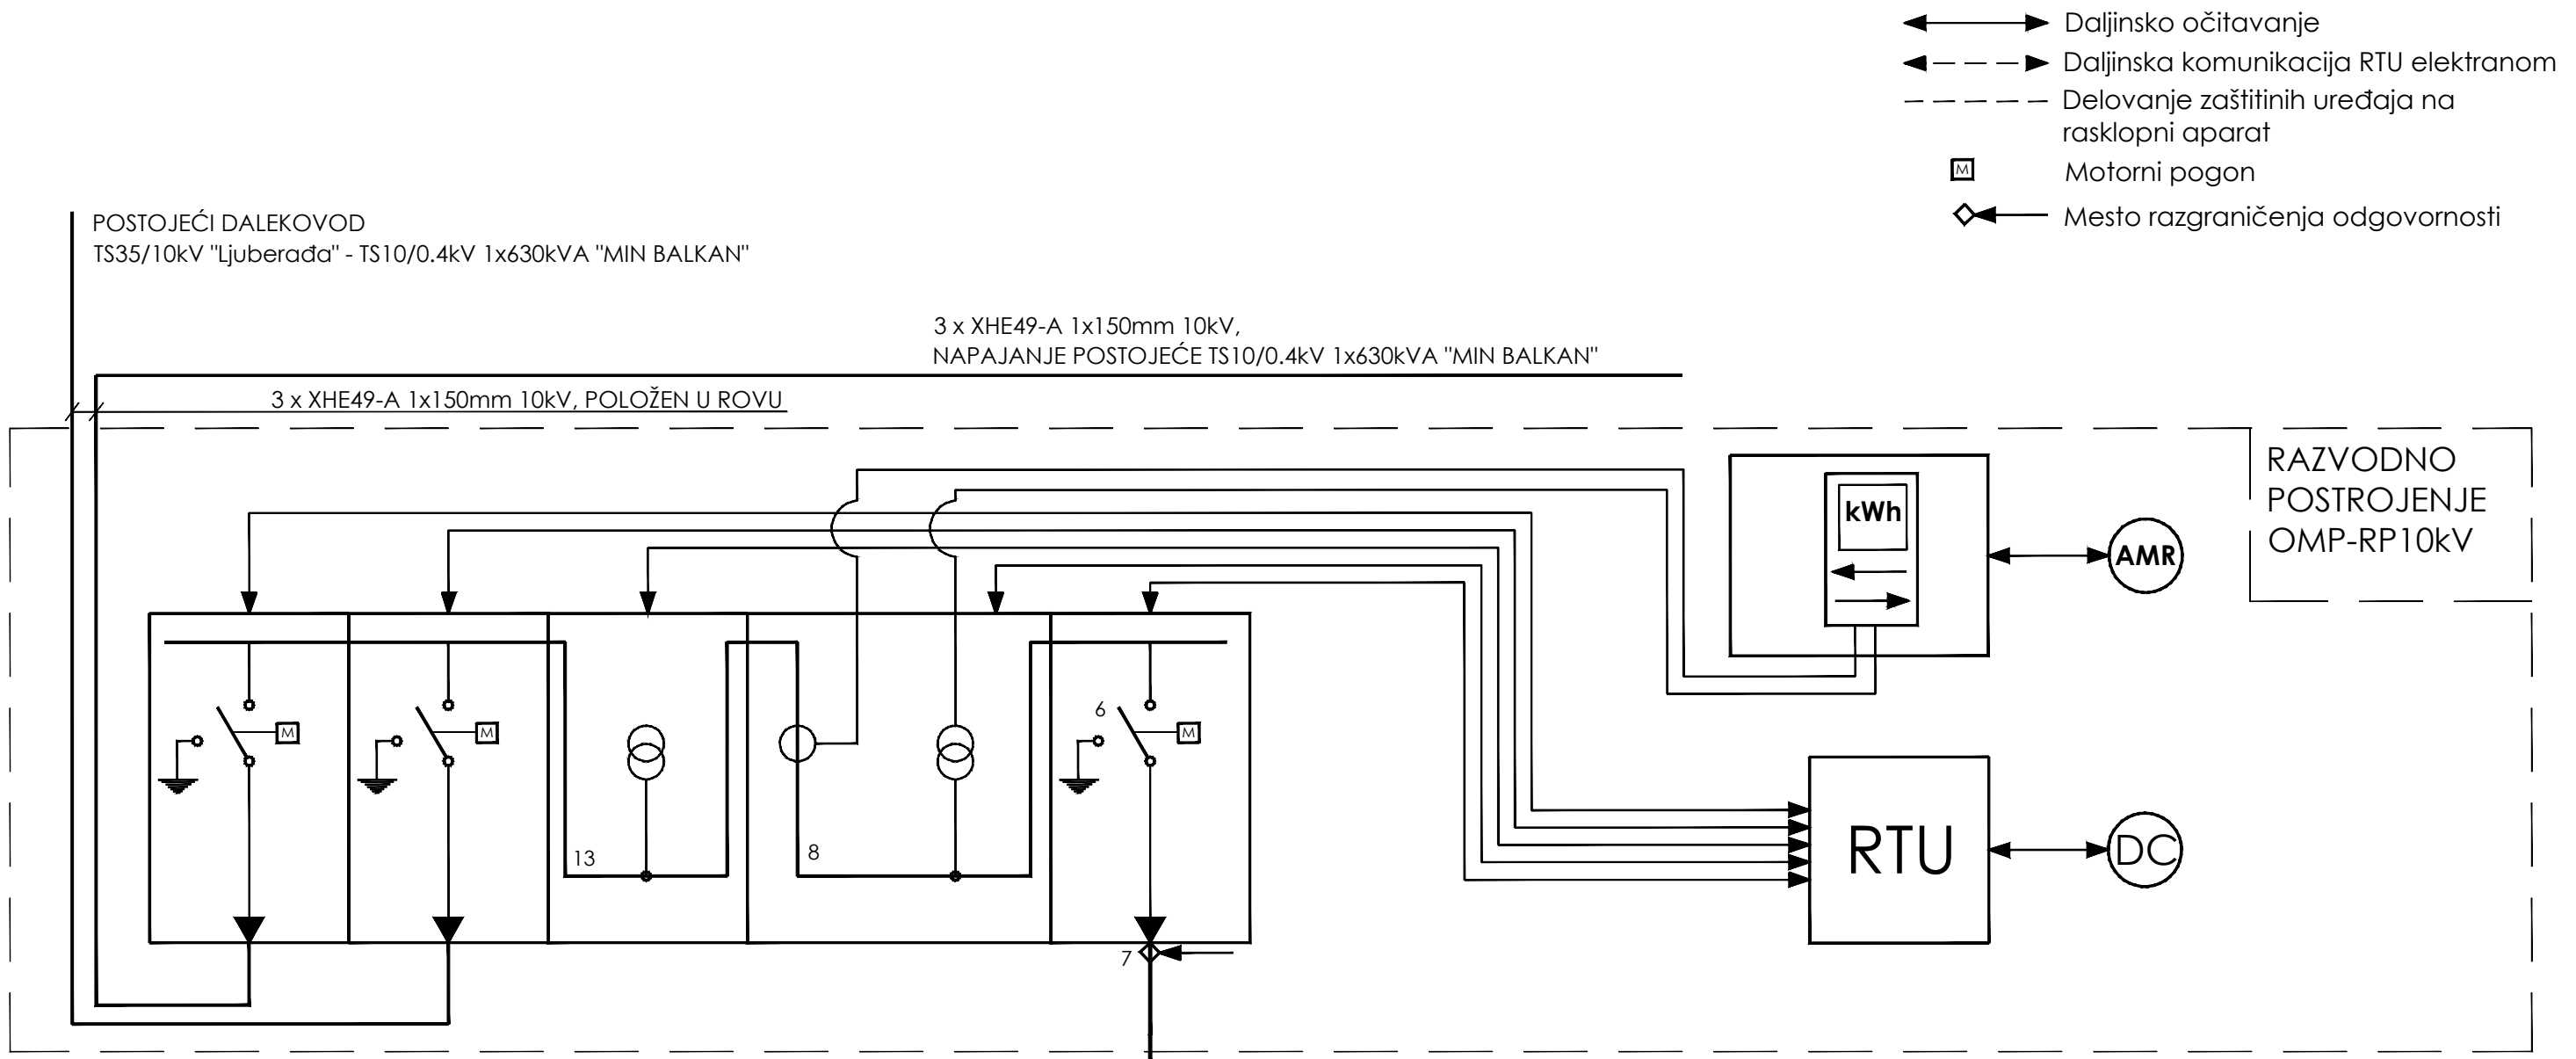 Daljinsko očitavanje
Daljinska komunikacija RTU elektranom
Delovanje zaštitinih uređaja na
rasklopni aparat
M
Motorni pogon
Mesto razgraničenja odgovornosti
POSTOJEĆI DALEKOVOD
TS35/10kV "Ljuberađa" - TS10/0.4kV 1x630kVA "MIN BALKAN"
3 x XHE49-A 1x150mm 10kV,
NAPAJANJE POSTOJEĆE TS10/0.4kV 1x630kVA "MIN BALKAN"
3 x XHE49-A 1x150mm 10kV, POLOŽEN U ROVU
RAZVODNO
POSTROJENJE
OMP-RP10kV
kWh
AMR
M
M
6
M
13
8
7
RTU
DC